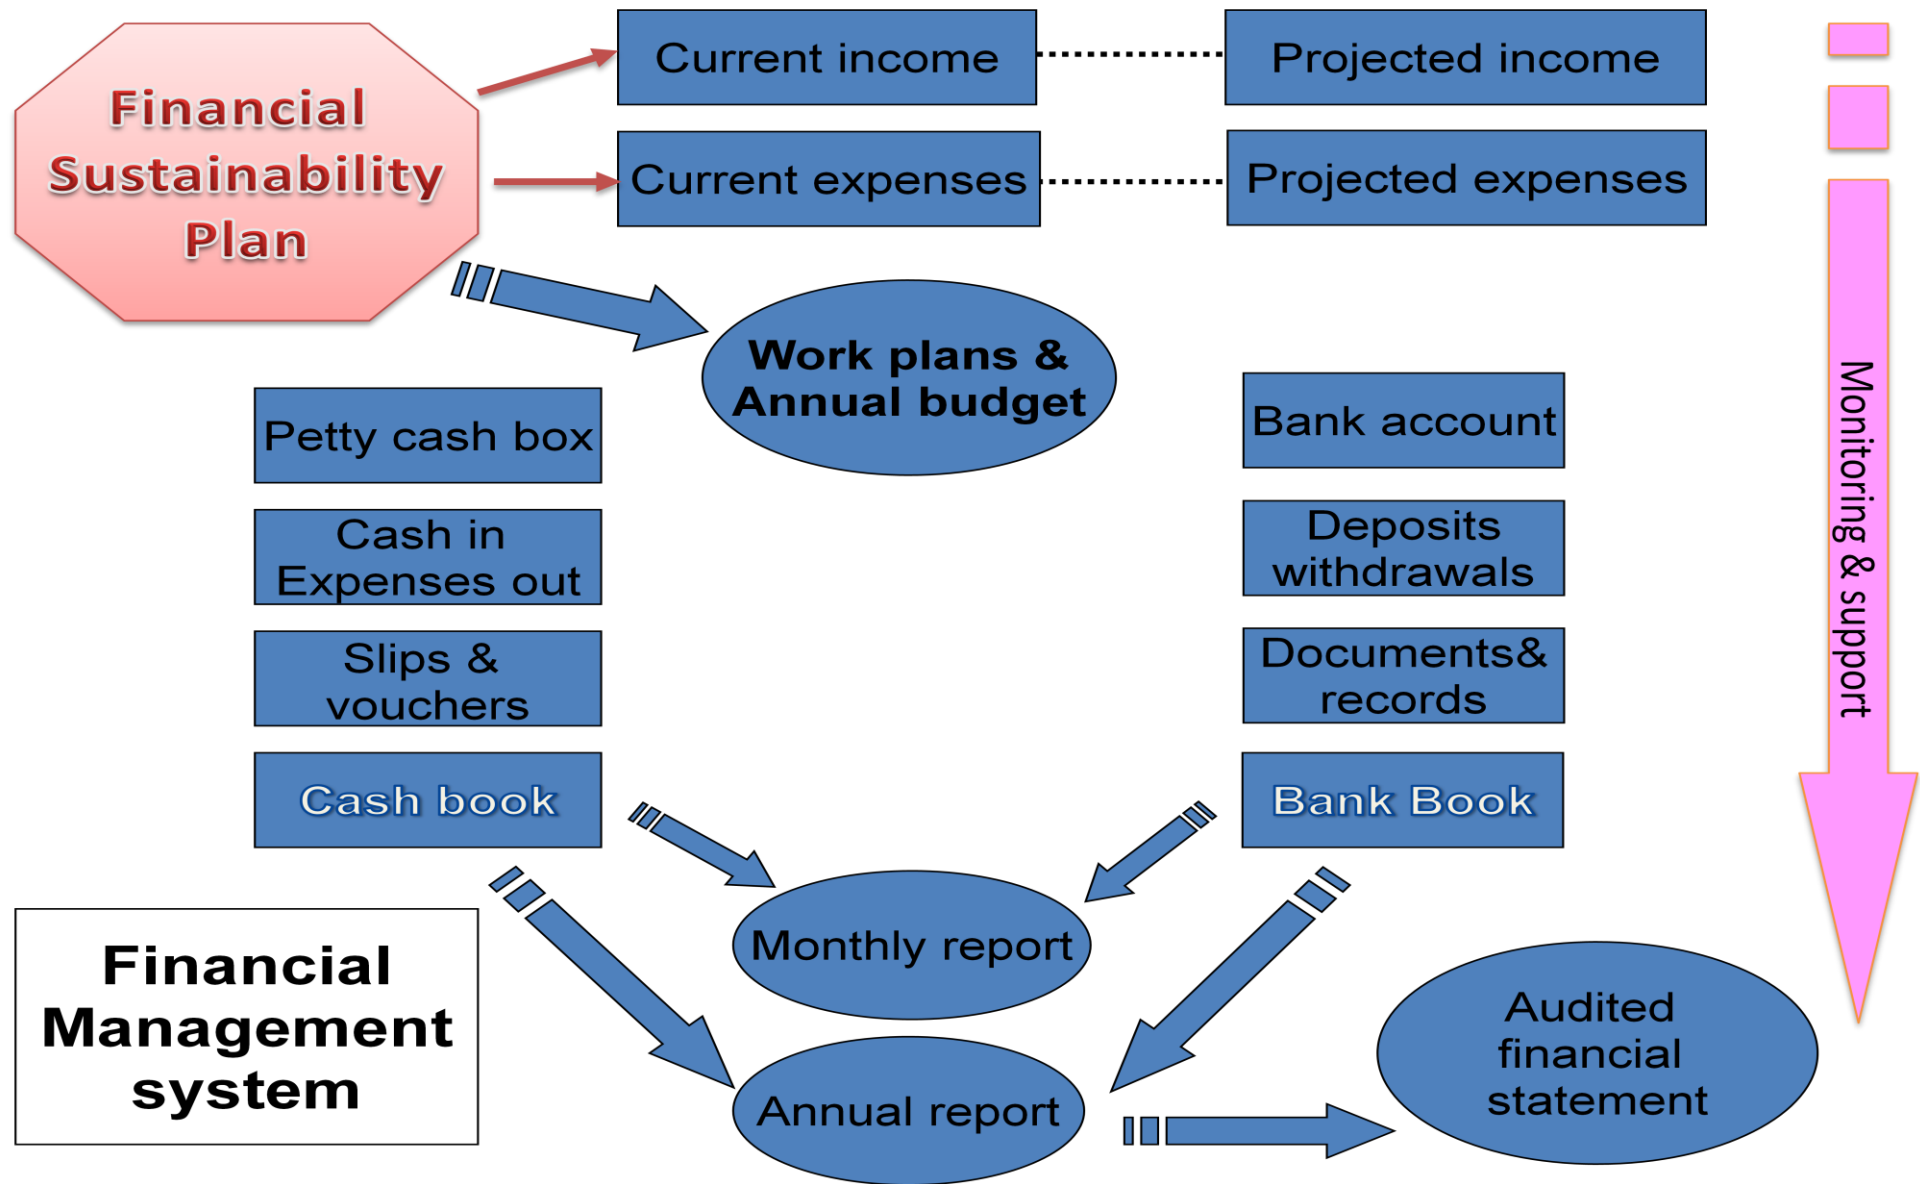 Financial
Sustainability
Plan
Current income
Projected income
Current expenses
Projected expenses
Work plans &
Annual budget
Petty cash box
Cash in
Expenses out
Slips &
vouchers
Cash book
Bank account
Deposits
withdrawals
Documents&
records
Bank Book
Monitoring & support
Monthly report
Annual report
Audited
financial
statement
Financial
Management
system